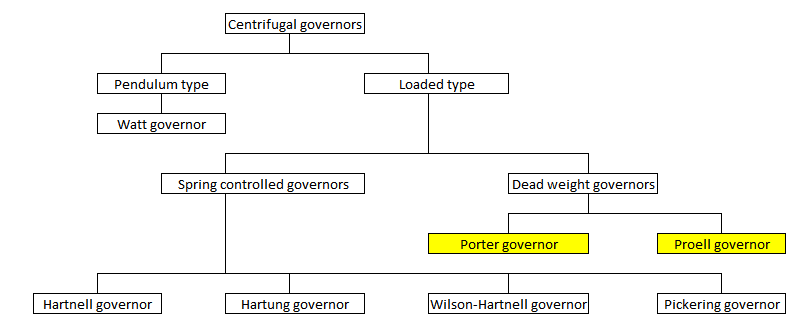 Centrifugal governors
Pendulum type
Loaded type
Watt governor
Spring controlled governors
Dead weight governors
Porter governor
Proell governor
Hartnell governor
Hartung governor
Wilson-Hartnell governor
Pickering governor